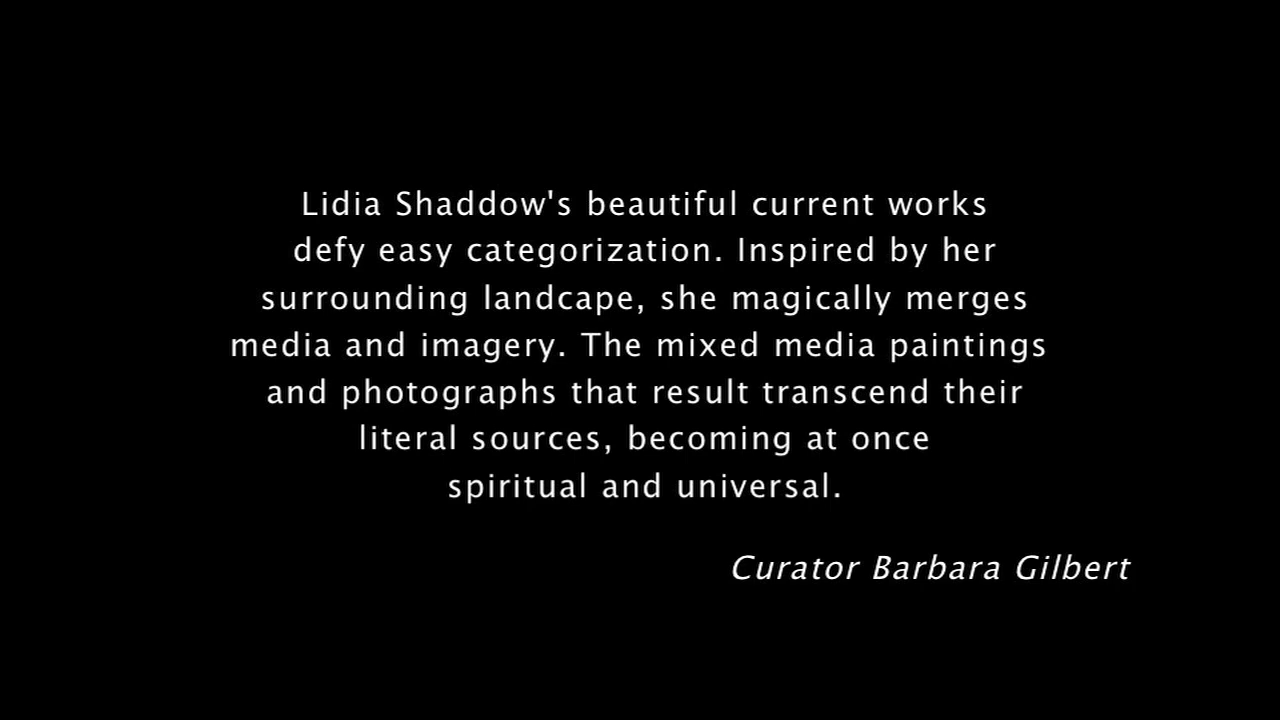 Lidia Shaddow's beautiful current works
defy easy categorization. Inspired by her
surrounding landcape, she magically merges
media and imagery. The mixed media paintings
and photographs that result transcend their
literal sources, becoming at once
spiritual and universal.
Curator Barbara Gilbert